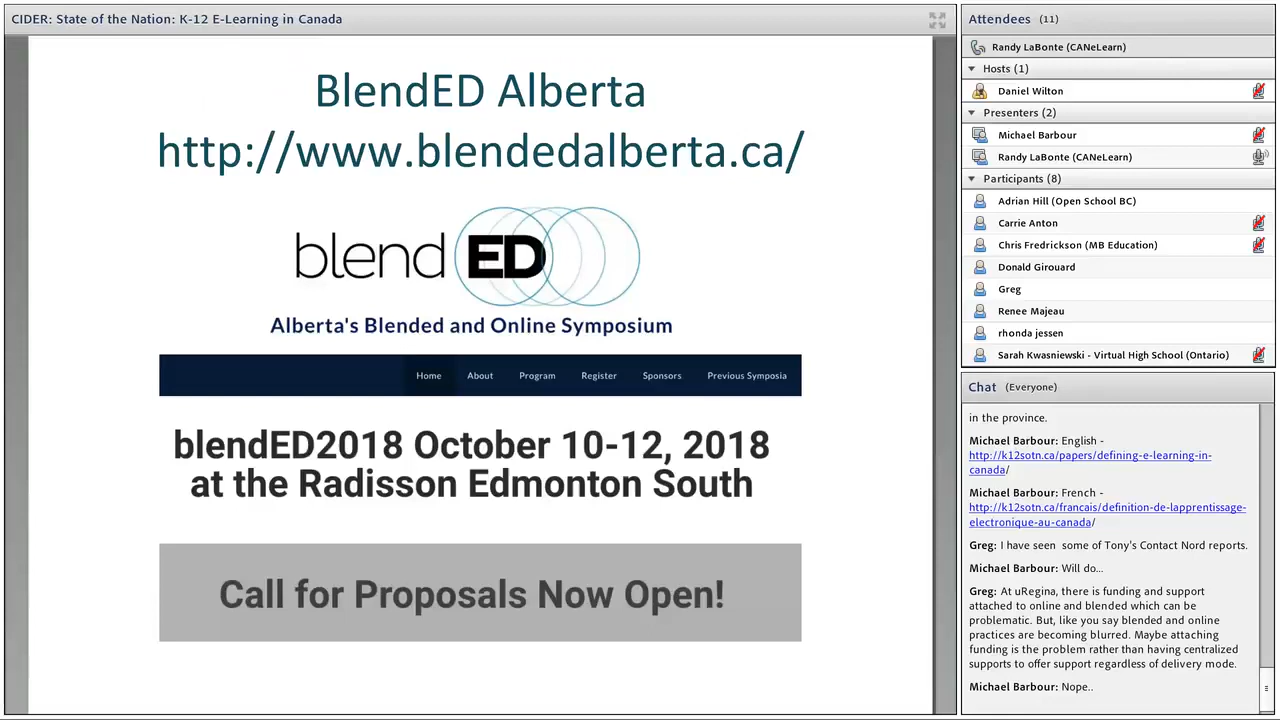 CIDER: State of the Nation: K-12 E-Learning in Canada
BlendED Alberta
http://www.blendedalberta.ca/
blend ED
Alberta's Blended and Online Symposium
Home About Program Register Sponsors Previous Symposia
blendED2018 October 10-12, 2018
at the Radisson Edmonton South
Call for Proposals Now Open!
Attendees (11)
Randy LaBonte (CANeLearn)
Hosts (1)
Daniel Wilton
Presenters (2)
Michael Barbour
Randy LaBonte (CANeLearn)
Participants (8)
Adrian Hill (Open School BC)
Carrie Anton
Chris Fredrickson (MB Education)
Donald Girouard
Greg
Renee Majeau
rhonda jessen
Sarah Kwasniewski - Virtual High School (Ontario)
Chat (Everyone)
in the province.
Michael Barbour: English -
http://k12sotn.ca/papers/defining-e-learning-in-
canada/
Michael Barbour: French -
http://k12sotn.ca/francais/definition-de-lapprentissage-
electronique-au-canada/
Greg: I have seen some of Tony's Contact Nord reports.
Michael Barbour: Will do...
Greg: At uRegina, there is funding and support
attached to online and blended which can be
problematic. But, like you say blended and online
practices are becoming blurred. Maybe attaching
funding is the problem rather than having centralized
supports to offer support regardless of delivery mode.
Michael Barbour: Nope..